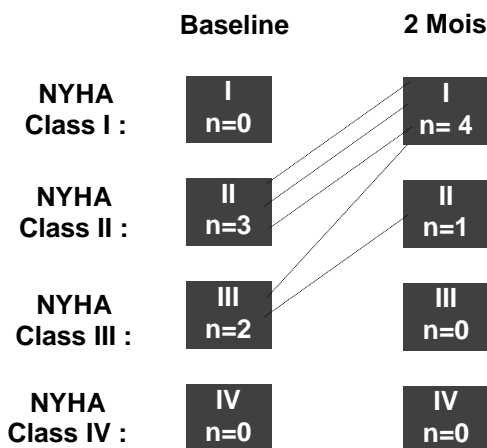 Baseline 2 Mois
NYHA
Class I :
I
n=0
I
n= 4
NYHA
Class II :
II
n=3
II
n=1
NYHA
Class III :
III
n=2
III
n=0
NYHA
Class IV :
IV
n=0
IV
n=0